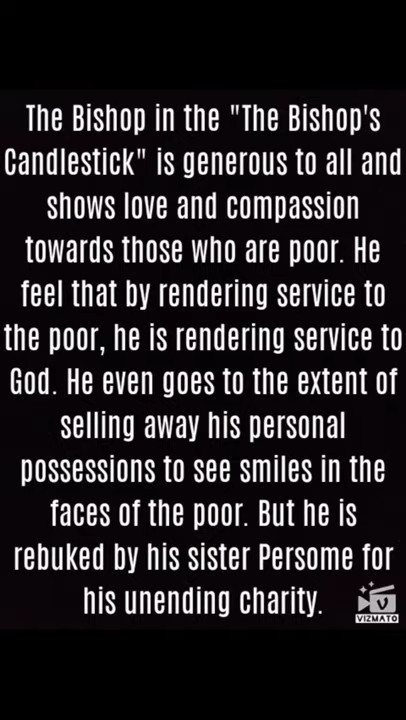 The Bishop in the "The Bishop's
Candlestick" is generous to all and
shows love and compassion
towards those who are poor. He
feel that by rendering service to
the poor, he is rendering service to
God. He even goes to the extent of
selling away his personal
possessions to see smiles in the
faces of the poor. But he is
rebuked by his sister Persome for
his unending charity.
V
VIZMATO